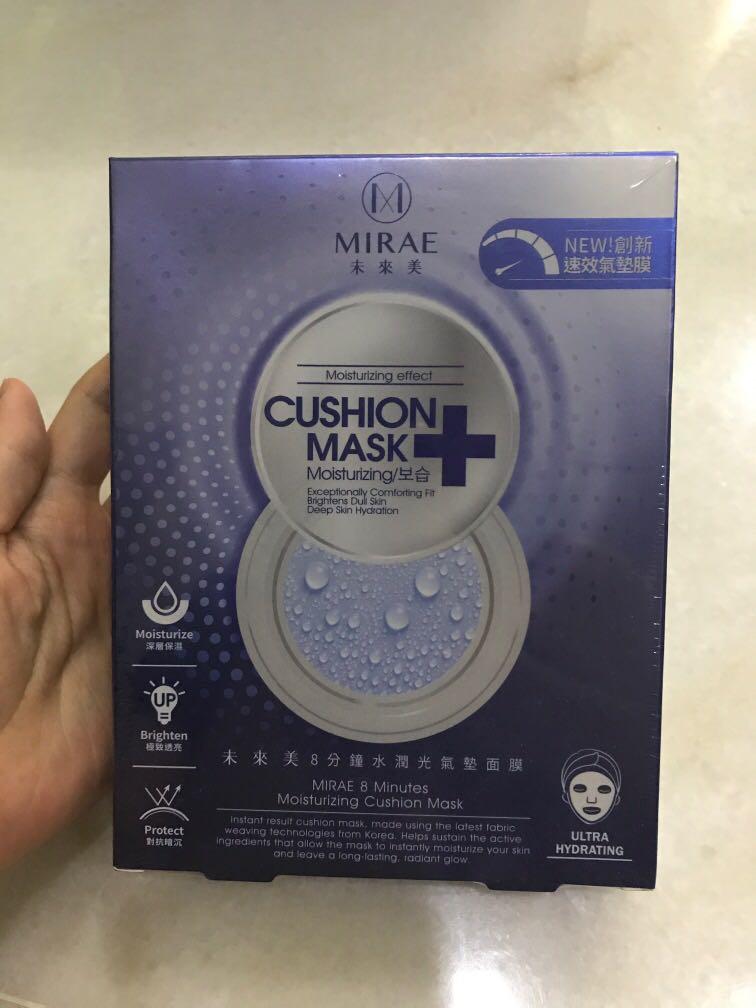 M
MIRAE
未來美
NEW!創新
速效氣墊膜
Moisturizing effect
CUSHION
MASK+
Moisturizing/보습
Exceptionally Comforting Fit
Brightens Dull Skin
Deep Skin Hydration
Moisturize
深層保濕
UP
Brighten
極致透亮
Protect
對抗暗沉
未來美8分鐘水潤光氣墊面膜
MIRAE 8 Minutes
Moisturizing Cushion Mask
Instant result cushion mask, made using the latest fabric
weaving technologies from Korea. Helps sustain the active
ingredients that allow the mask to instantly moisturize your skin
and leave a long-lasting, radiant glow.
ULTRA
HYDRATING